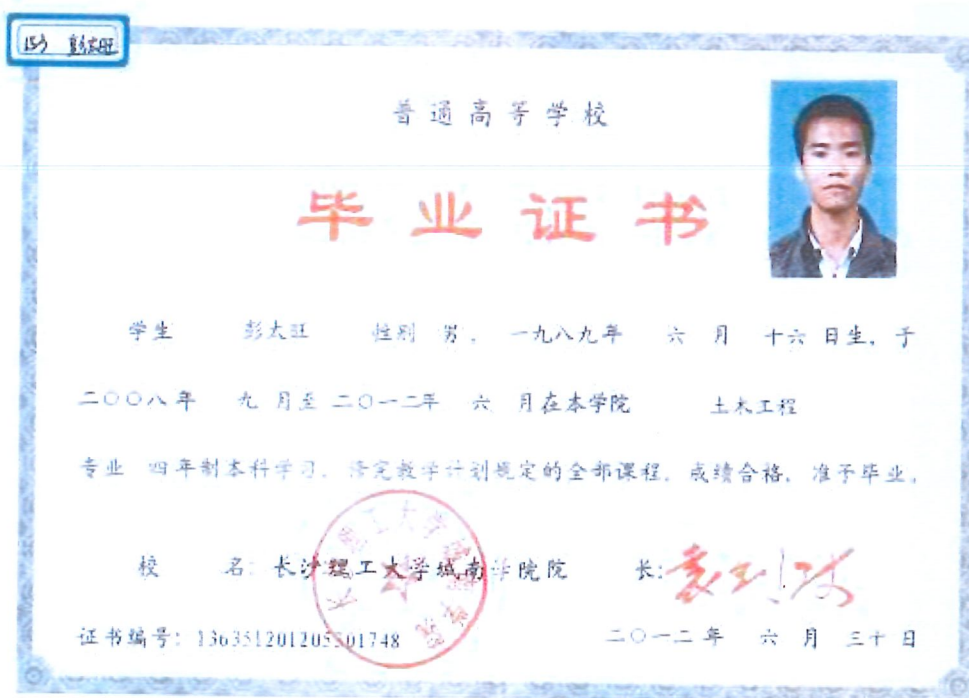 153 彭太旺
普通高等学校
毕业证书
学生 彭太旺 性别 男，一九八九年 六 月 十六 日生，于
二〇〇八年 九 月至 二〇一二年 六 月在本学院 土木工程
专业 四年制本科学习，修完教学计划规定的全部课程，成绩合格，准予毕业。
校 名：长沙理工大学城南学院 院 长：
证书编号：136351201205501748 二〇一二年 六 月 三十 日